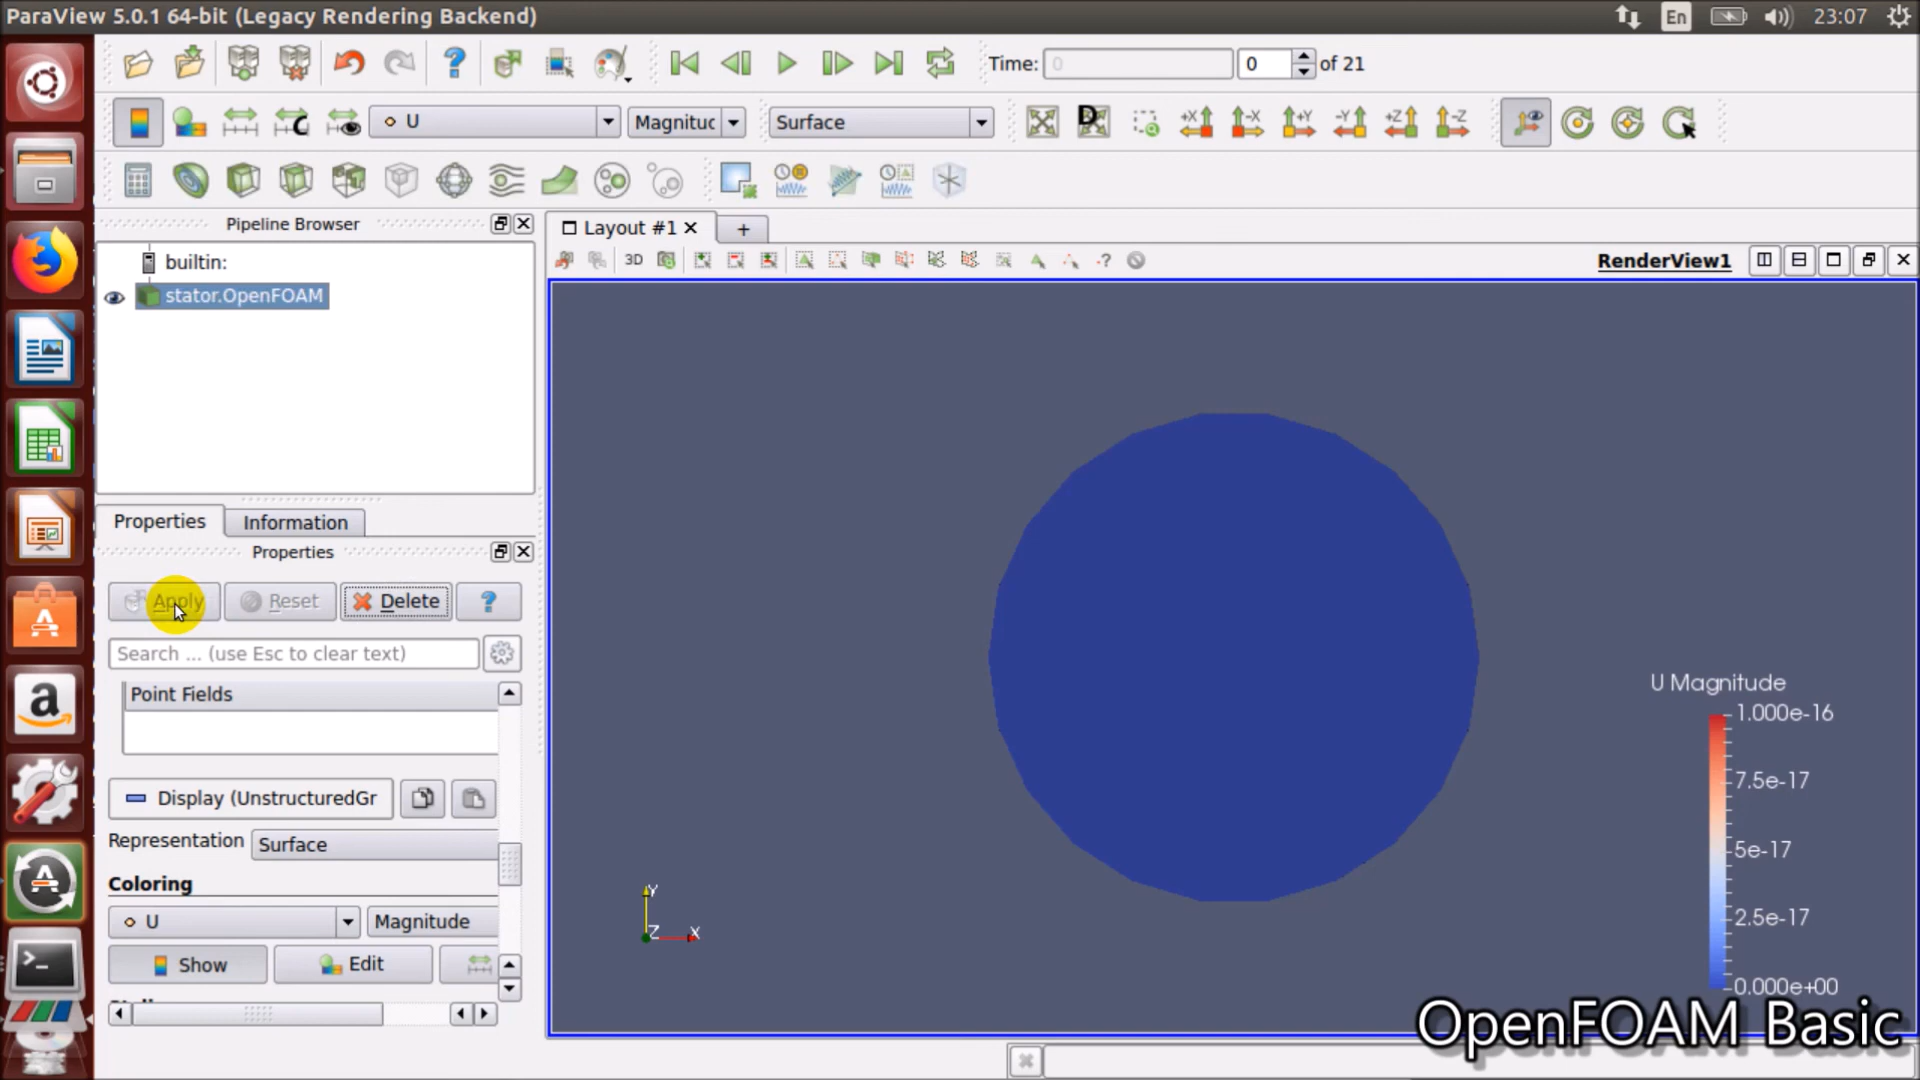 ParaView 5.0.1 64-bit (Legacy Rendering Backend)
En
23:07
Time: 0
0
of 21
U
Magnituc
Surface
+X
-X
+Y
-Y
+Z
-Z
Pipeline Browser
builtin:
stator.OpenFOAM
Layout #1
3D
RenderView1
Properties
Information
Properties
Apply
Reset
Delete
?
Search ... (use Esc to clear text)
Point Fields
Display (UnstructuredGr
Representation
Surface
Coloring
U
Magnitude
Show
Edit
U Magnitude
1.000e-16
7.5e-17
5e-17
2.5e-17
0.000e+00
Y
Z
X
OpenFOAM Basic